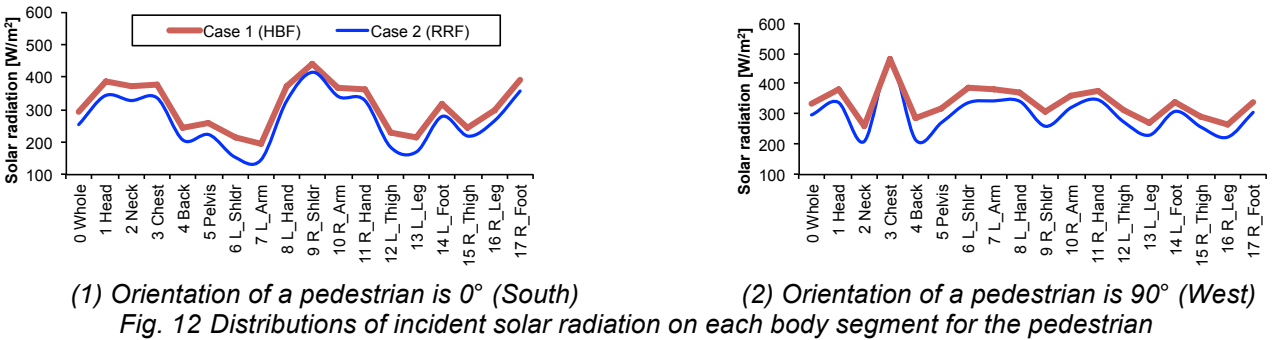 Solar radiation [W/m²]
600
500
400
300
200
100
Case 1 (HBF)
Case 2 (RRF)
0 Whole
1 Head
2 Neck
3 Chest
4 Back
5 Pelvis
6 L_Shldr
7 L_Arm
8 L_Hand
9 R_Shldr
10 R_Arm
11 R_Hand
12 L_Thigh
13 L_Leg
14 L_Foot
15 R_Thigh
16 R_Leg
17 R_Foot
(1) Orientation of a pedestrian is 0° (South)
Solar radiation [W/m²]
600
500
400
300
200
100
0 Whole
1 Head
2 Neck
3 Chest
4 Back
5 Pelvis
6 L_Shldr
7 L_Arm
8 L_Hand
9 R_Shldr
10 R_Arm
11 R_Hand
12 L_Thigh
13 L_Leg
14 L_Foot
15 R_Thigh
16 R_Leg
17 R_Foot
(2) Orientation of a pedestrian is 90° (West)
Fig. 12 Distributions of incident solar radiation on each body segment for the pedestrian